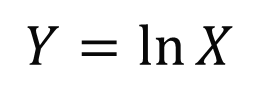 Y = ln X